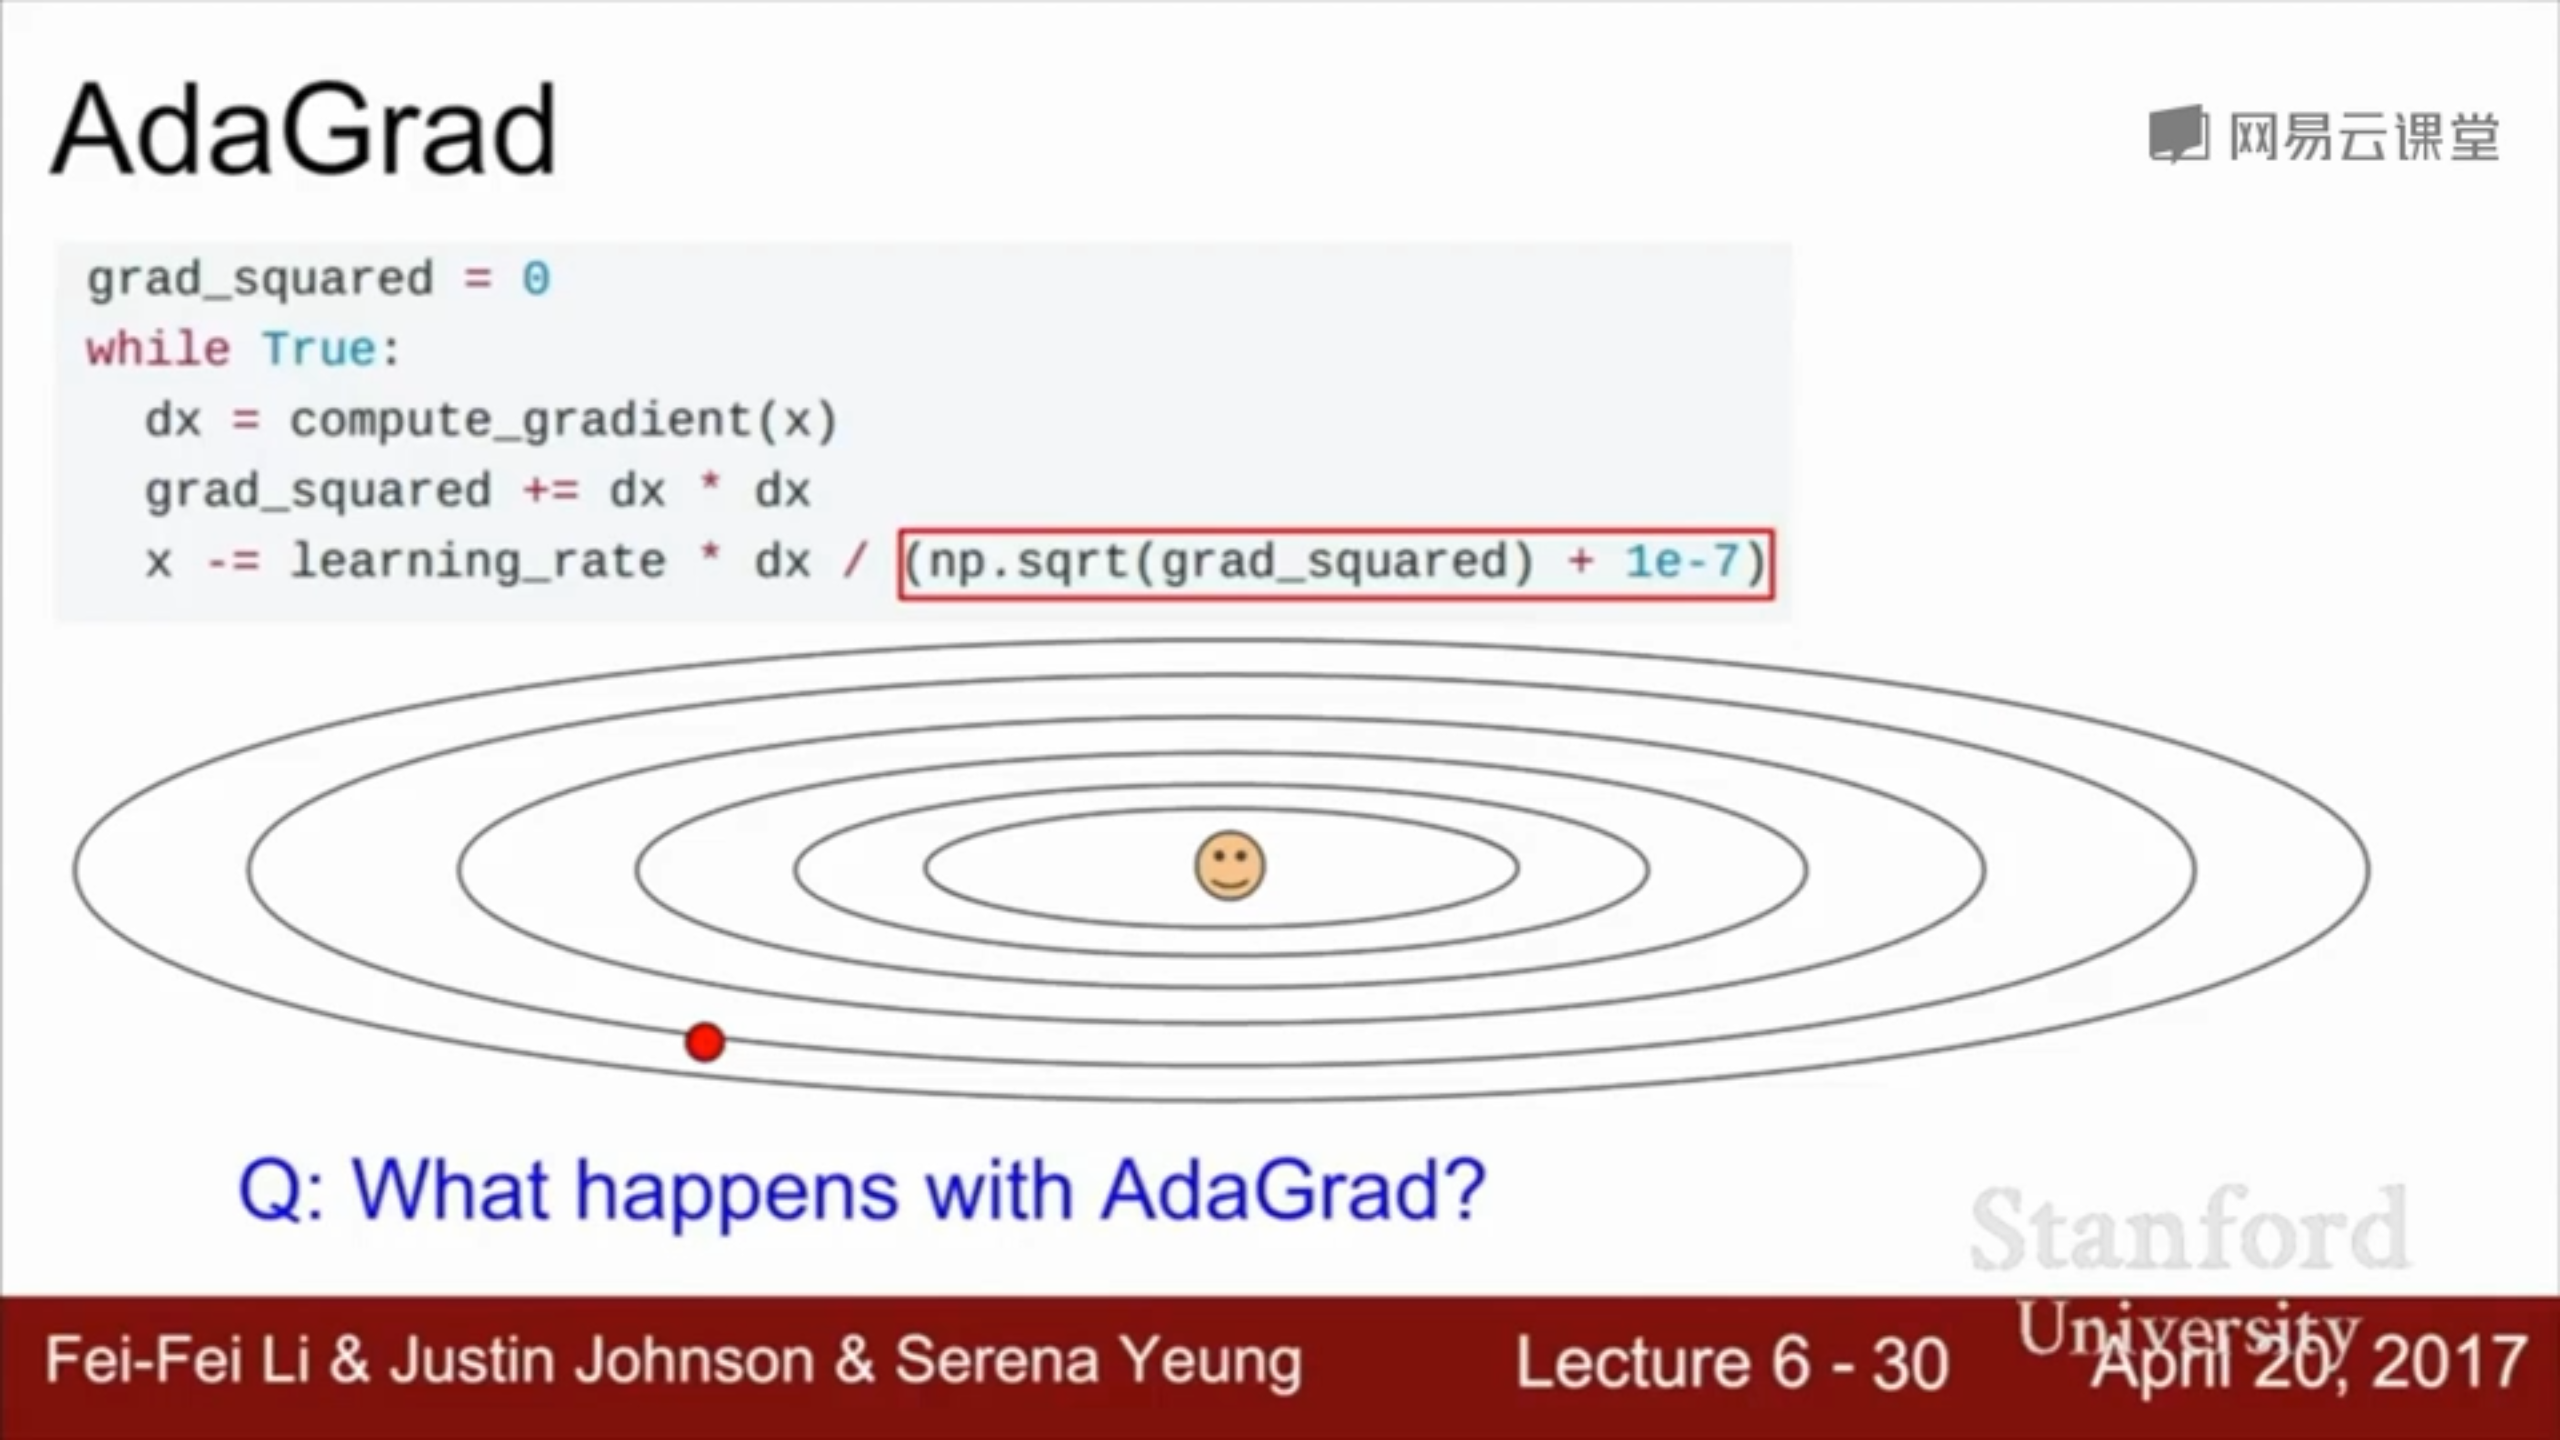 AdaGrad
网易云课堂
grad_squared = 0
while True:
  dx = compute_gradient(x)
  grad_squared += dx * dx
  x -= learning_rate * dx / (np.sqrt(grad_squared) + 1e-7)
Q: What happens with AdaGrad?
Stanford
University
Fei-Fei Li & Justin Johnson & Serena Yeung
Lecture 6 - 30
April 20, 2017